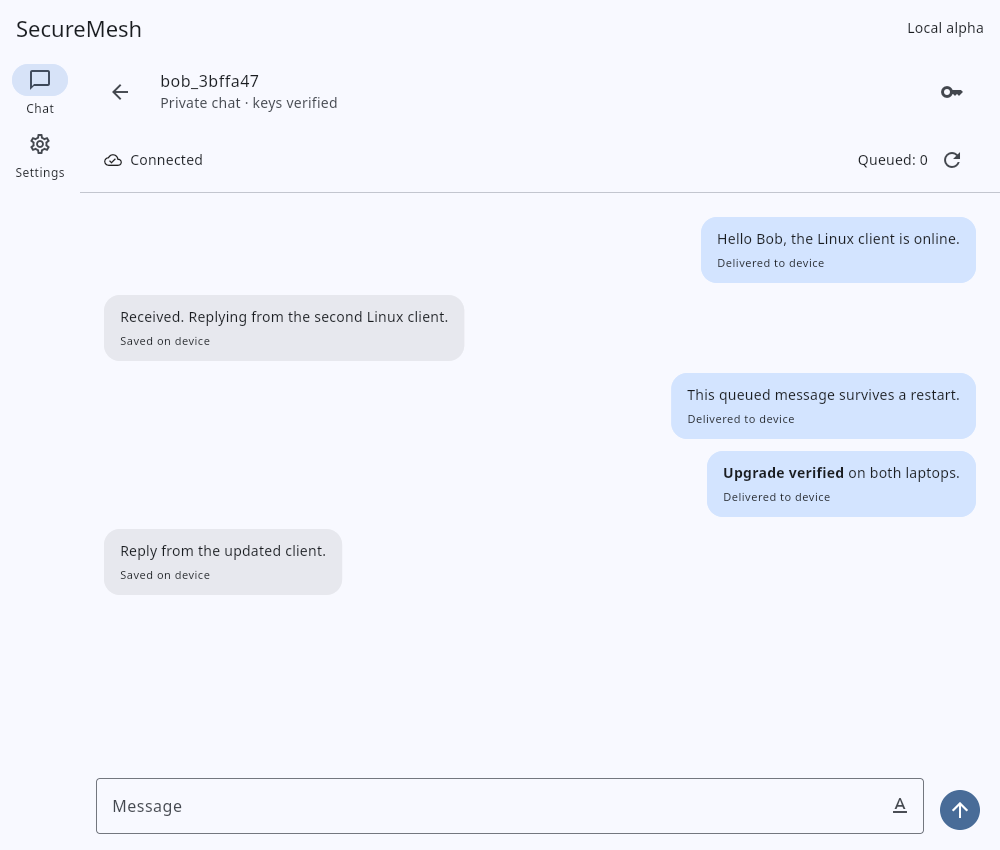 SecureMesh
Local alpha
Chat
Settings
bob_3bffa47
Private chat · keys verified
Connected
Queued: 0
Hello Bob, the Linux client is online.
Delivered to device
Received. Replying from the second Linux client.
Saved on device
This queued message survives a restart.
Delivered to device
Upgrade verified on both laptops.
Delivered to device
Reply from the updated client.
Saved on device
Message